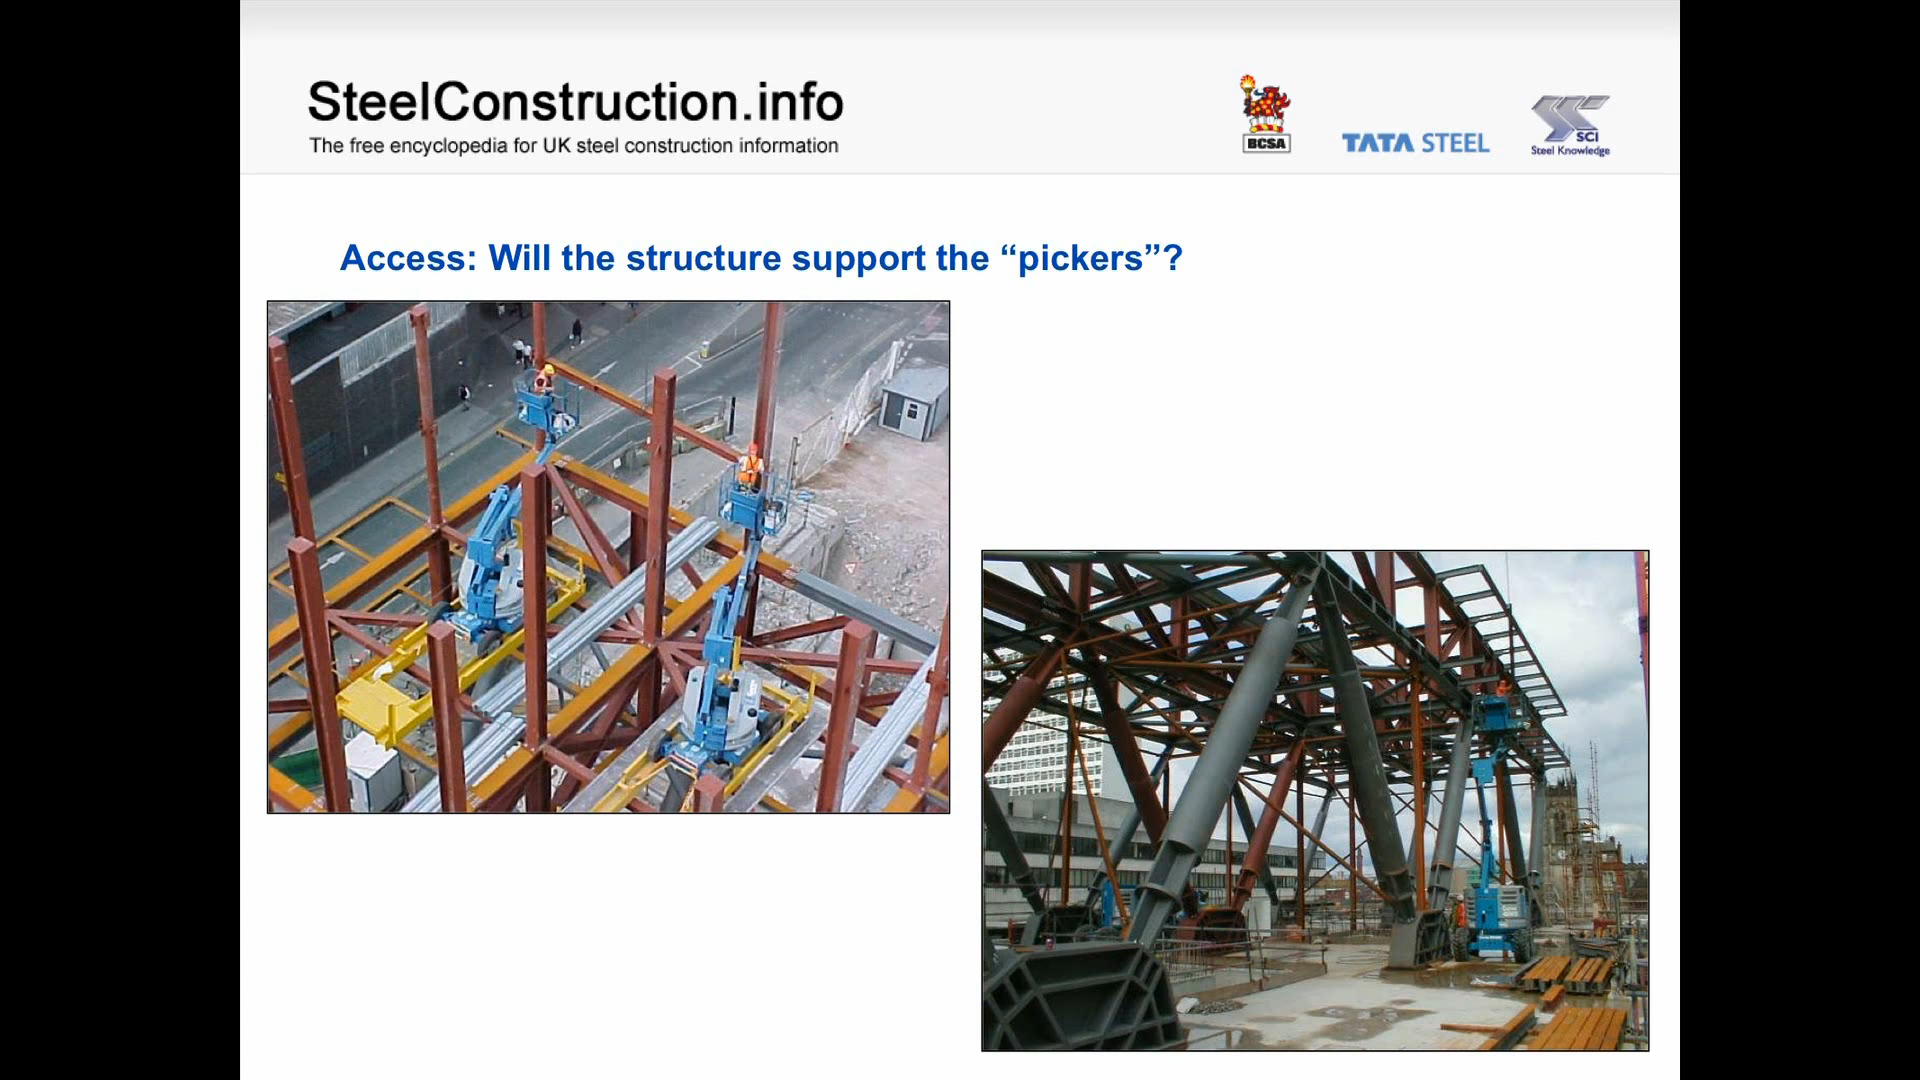 SteelConstruction.info
The free encyclopedia for UK steel construction information
BCSA
TATA STEEL
SCI
Steel Knowledge
Access: Will the structure support the “pickers”?